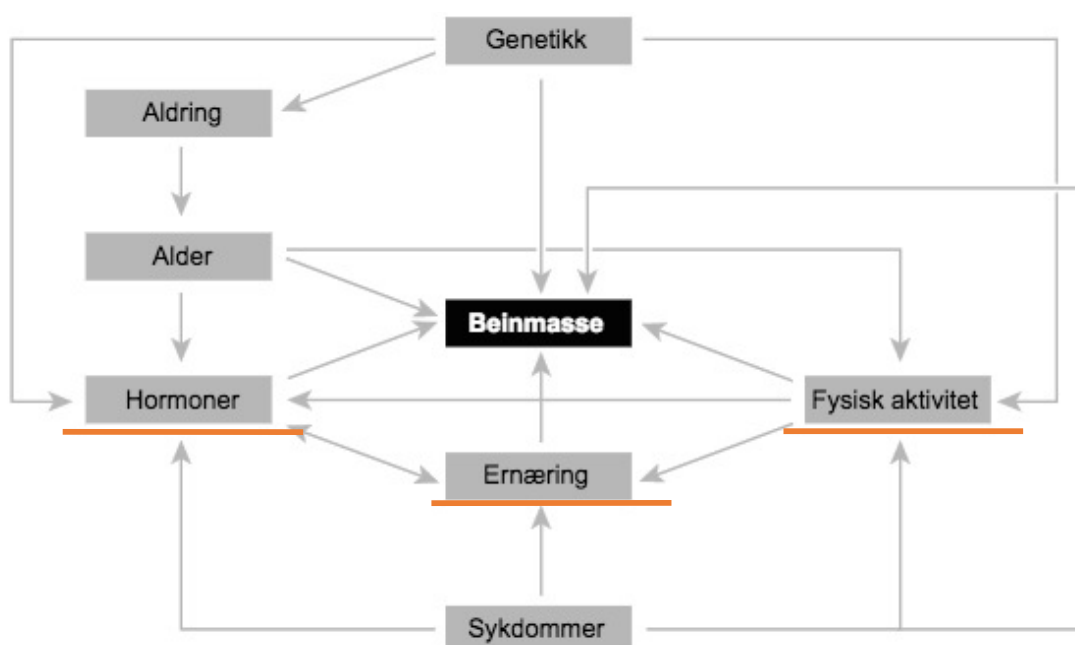 Genetikk
Aldring
Alder
Beinmasse
Hormoner
Fysisk aktivitet
Ernæring
Sykdommer